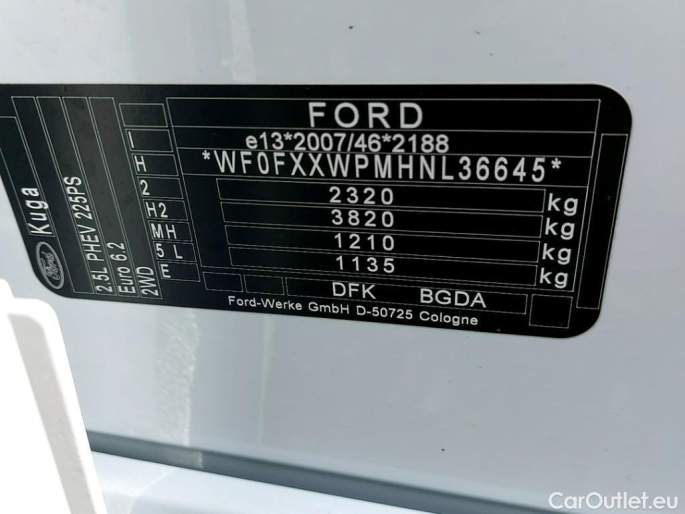 FORD
e13*2007/46*2188
*WF0FXXWPMHNL36645*
2320 kg
3820 kg
1210
1135 kg
DFK BGDA
Ford-Werke GmbH D-50725 Cologne
I
H
2
H2
MH
5 L
E
Ford
Kuga
2.5L PHEV 225PS
Euro 6.2
2WD
CarOutlet.eu